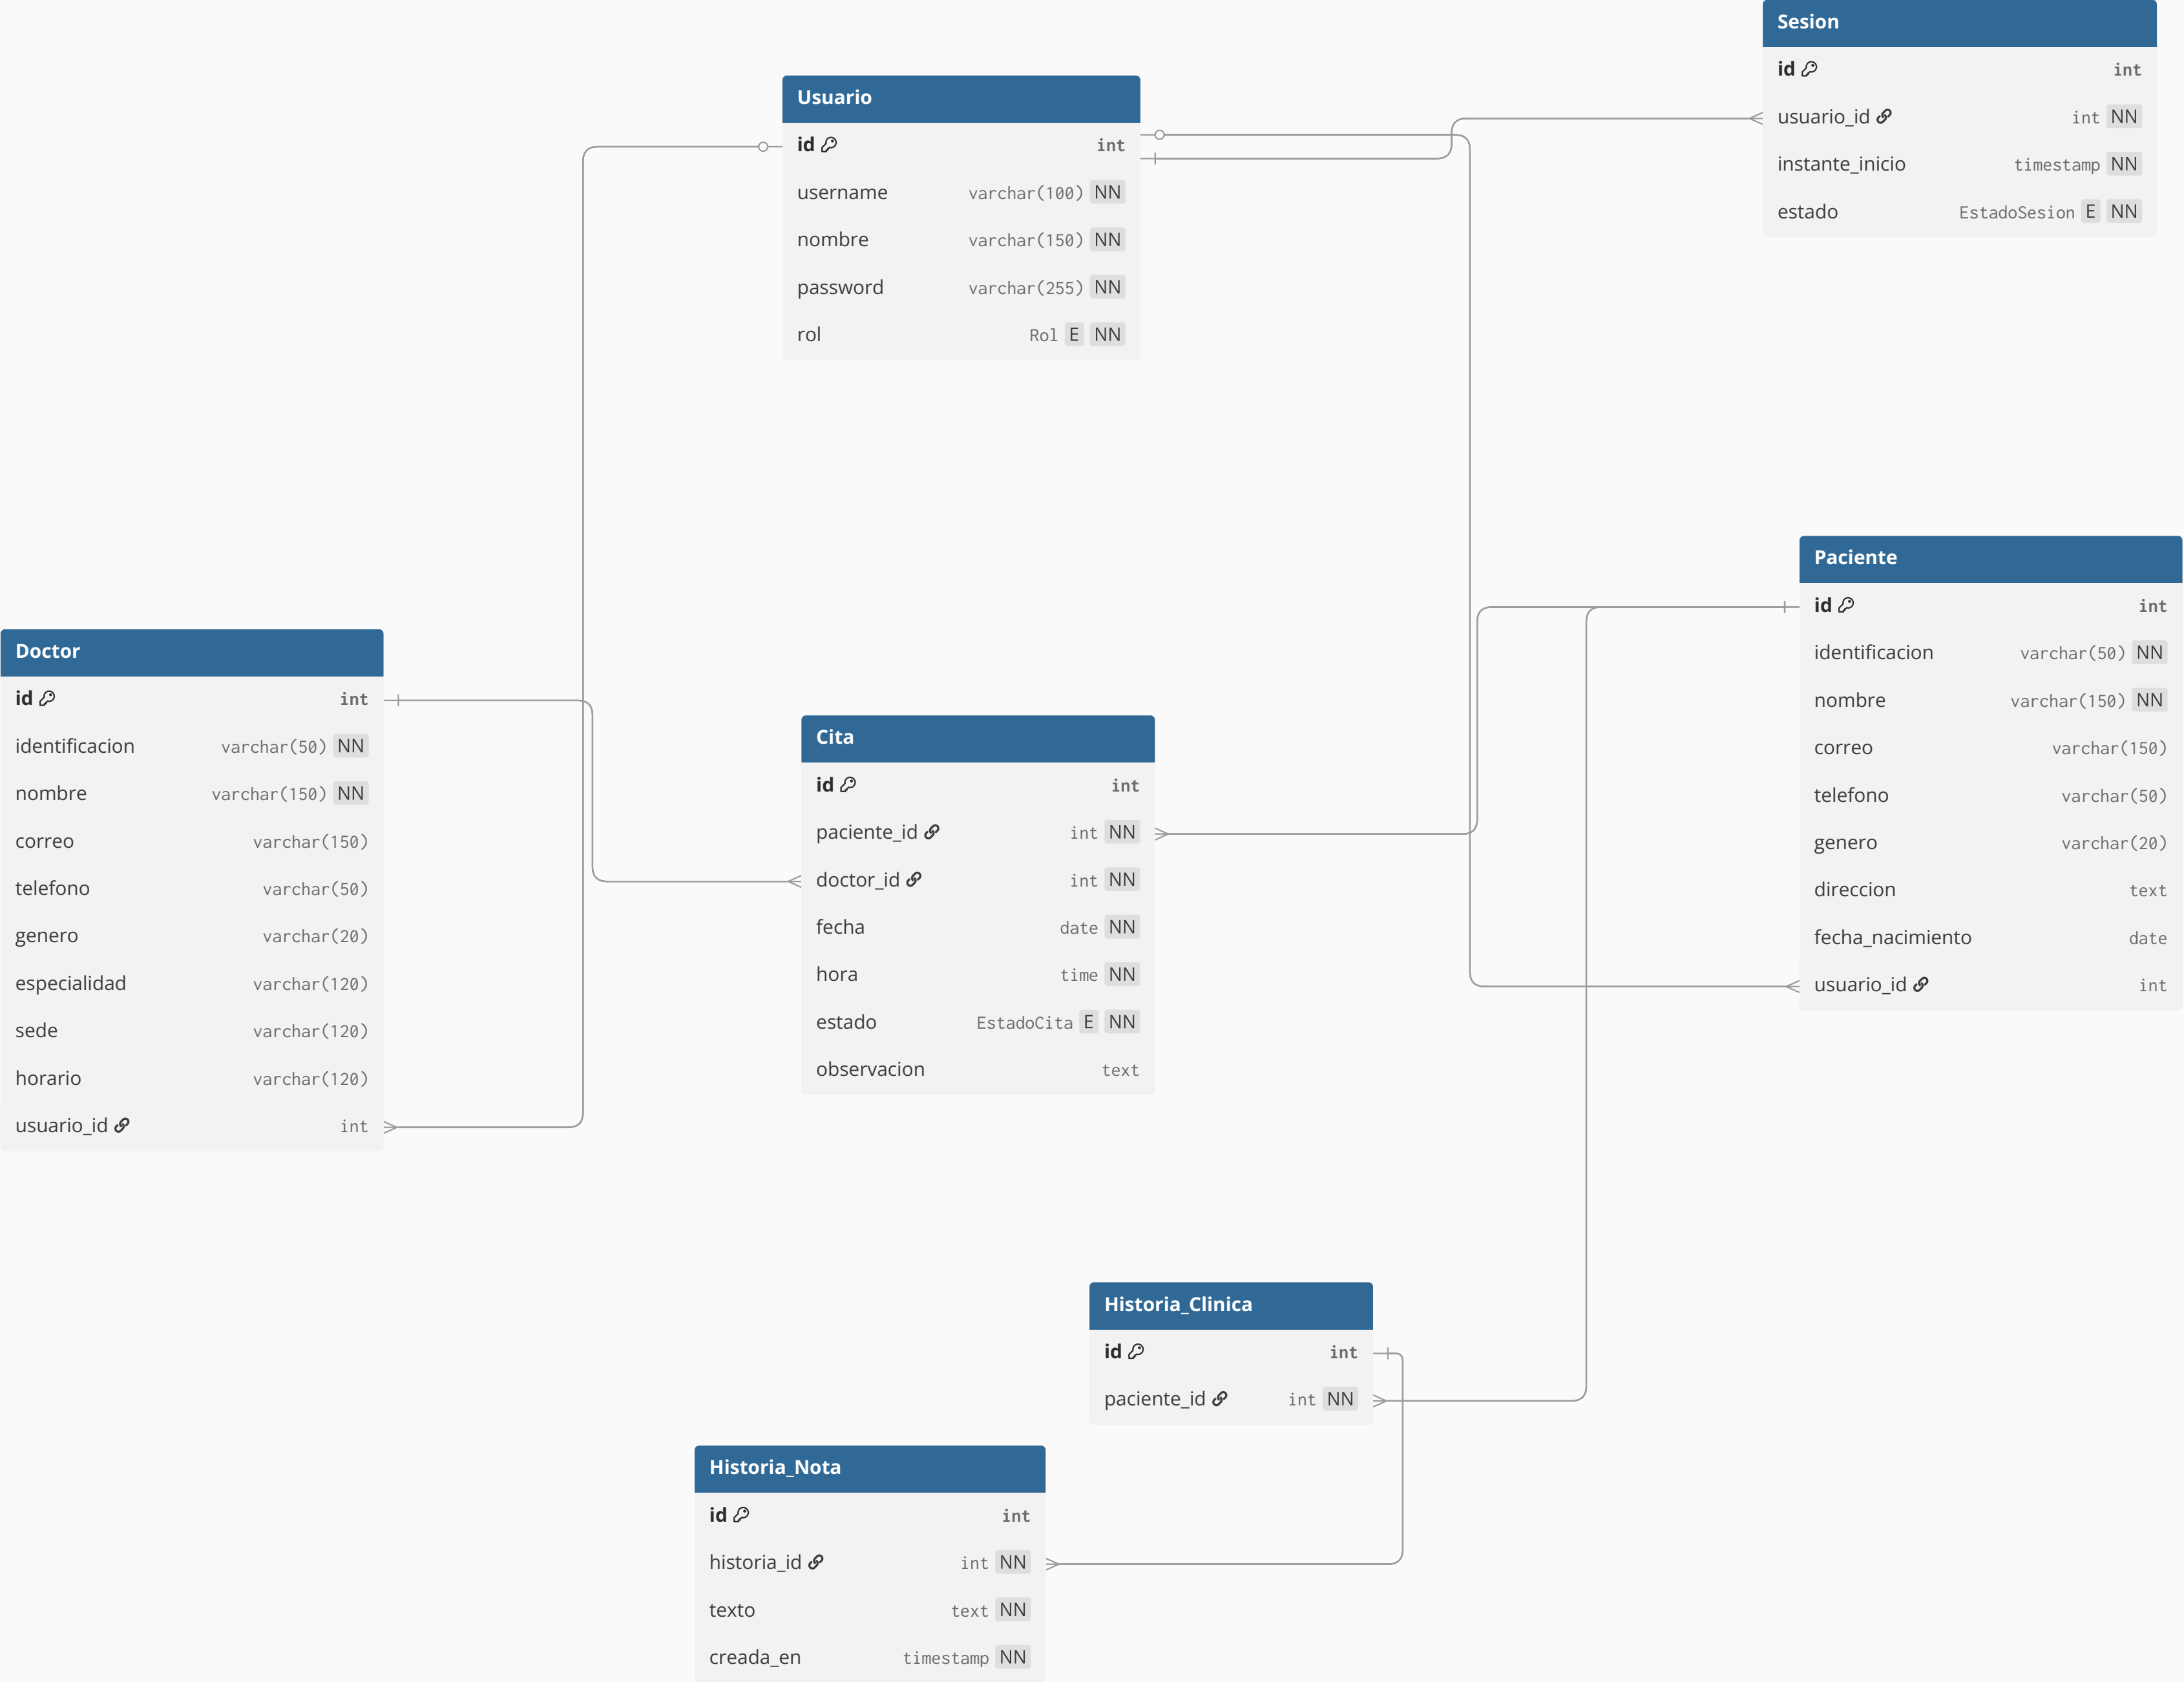 Sesion
id int
usuario_id int NN
instante_inicio timestamp NN
estado EstadoSesion E NN
Usuario
id int
username varchar(100) NN
nombre varchar(150) NN
password varchar(255) NN
rol Rol E NN
Paciente
id int
identificacion varchar(50) NN
nombre varchar(150) NN
correo varchar(150)
telefono varchar(50)
genero varchar(20)
direccion text
fecha_nacimiento date
usuario_id int
Doctor
id int
identificacion varchar(50) NN
nombre varchar(150) NN
correo varchar(150)
telefono varchar(50)
genero varchar(20)
especialidad varchar(120)
sede varchar(120)
horario varchar(120)
usuario_id int
Cita
id int
paciente_id int NN
doctor_id int NN
fecha date NN
hora time NN
estado EstadoCita E NN
observacion text
Historia_Clinica
id int
paciente_id int NN
Historia_Nota
id int
historia_id int NN
texto text NN
creada_en timestamp NN